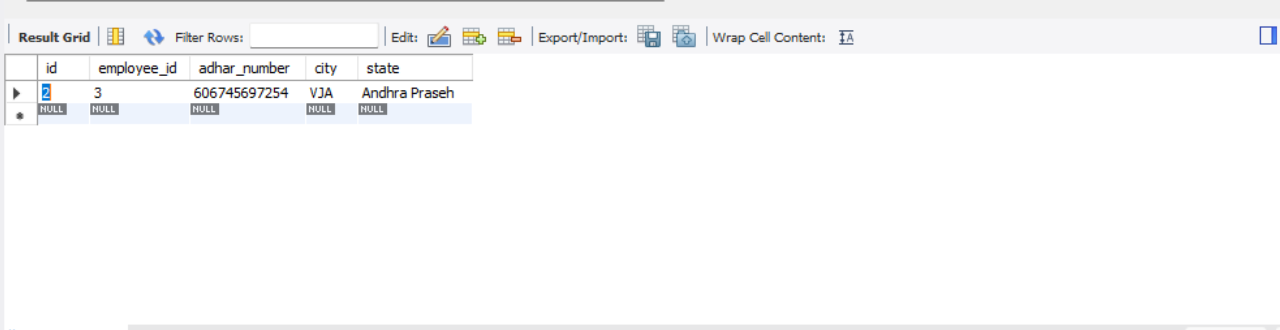 Result Grid Filter Rows: Edit: Export/Import: Wrap Cell Content: IA
id employee_id adhar_number city state
2 3 606745697254 VJA Andhra Praseh
NULL NULL NULL NULL NULL